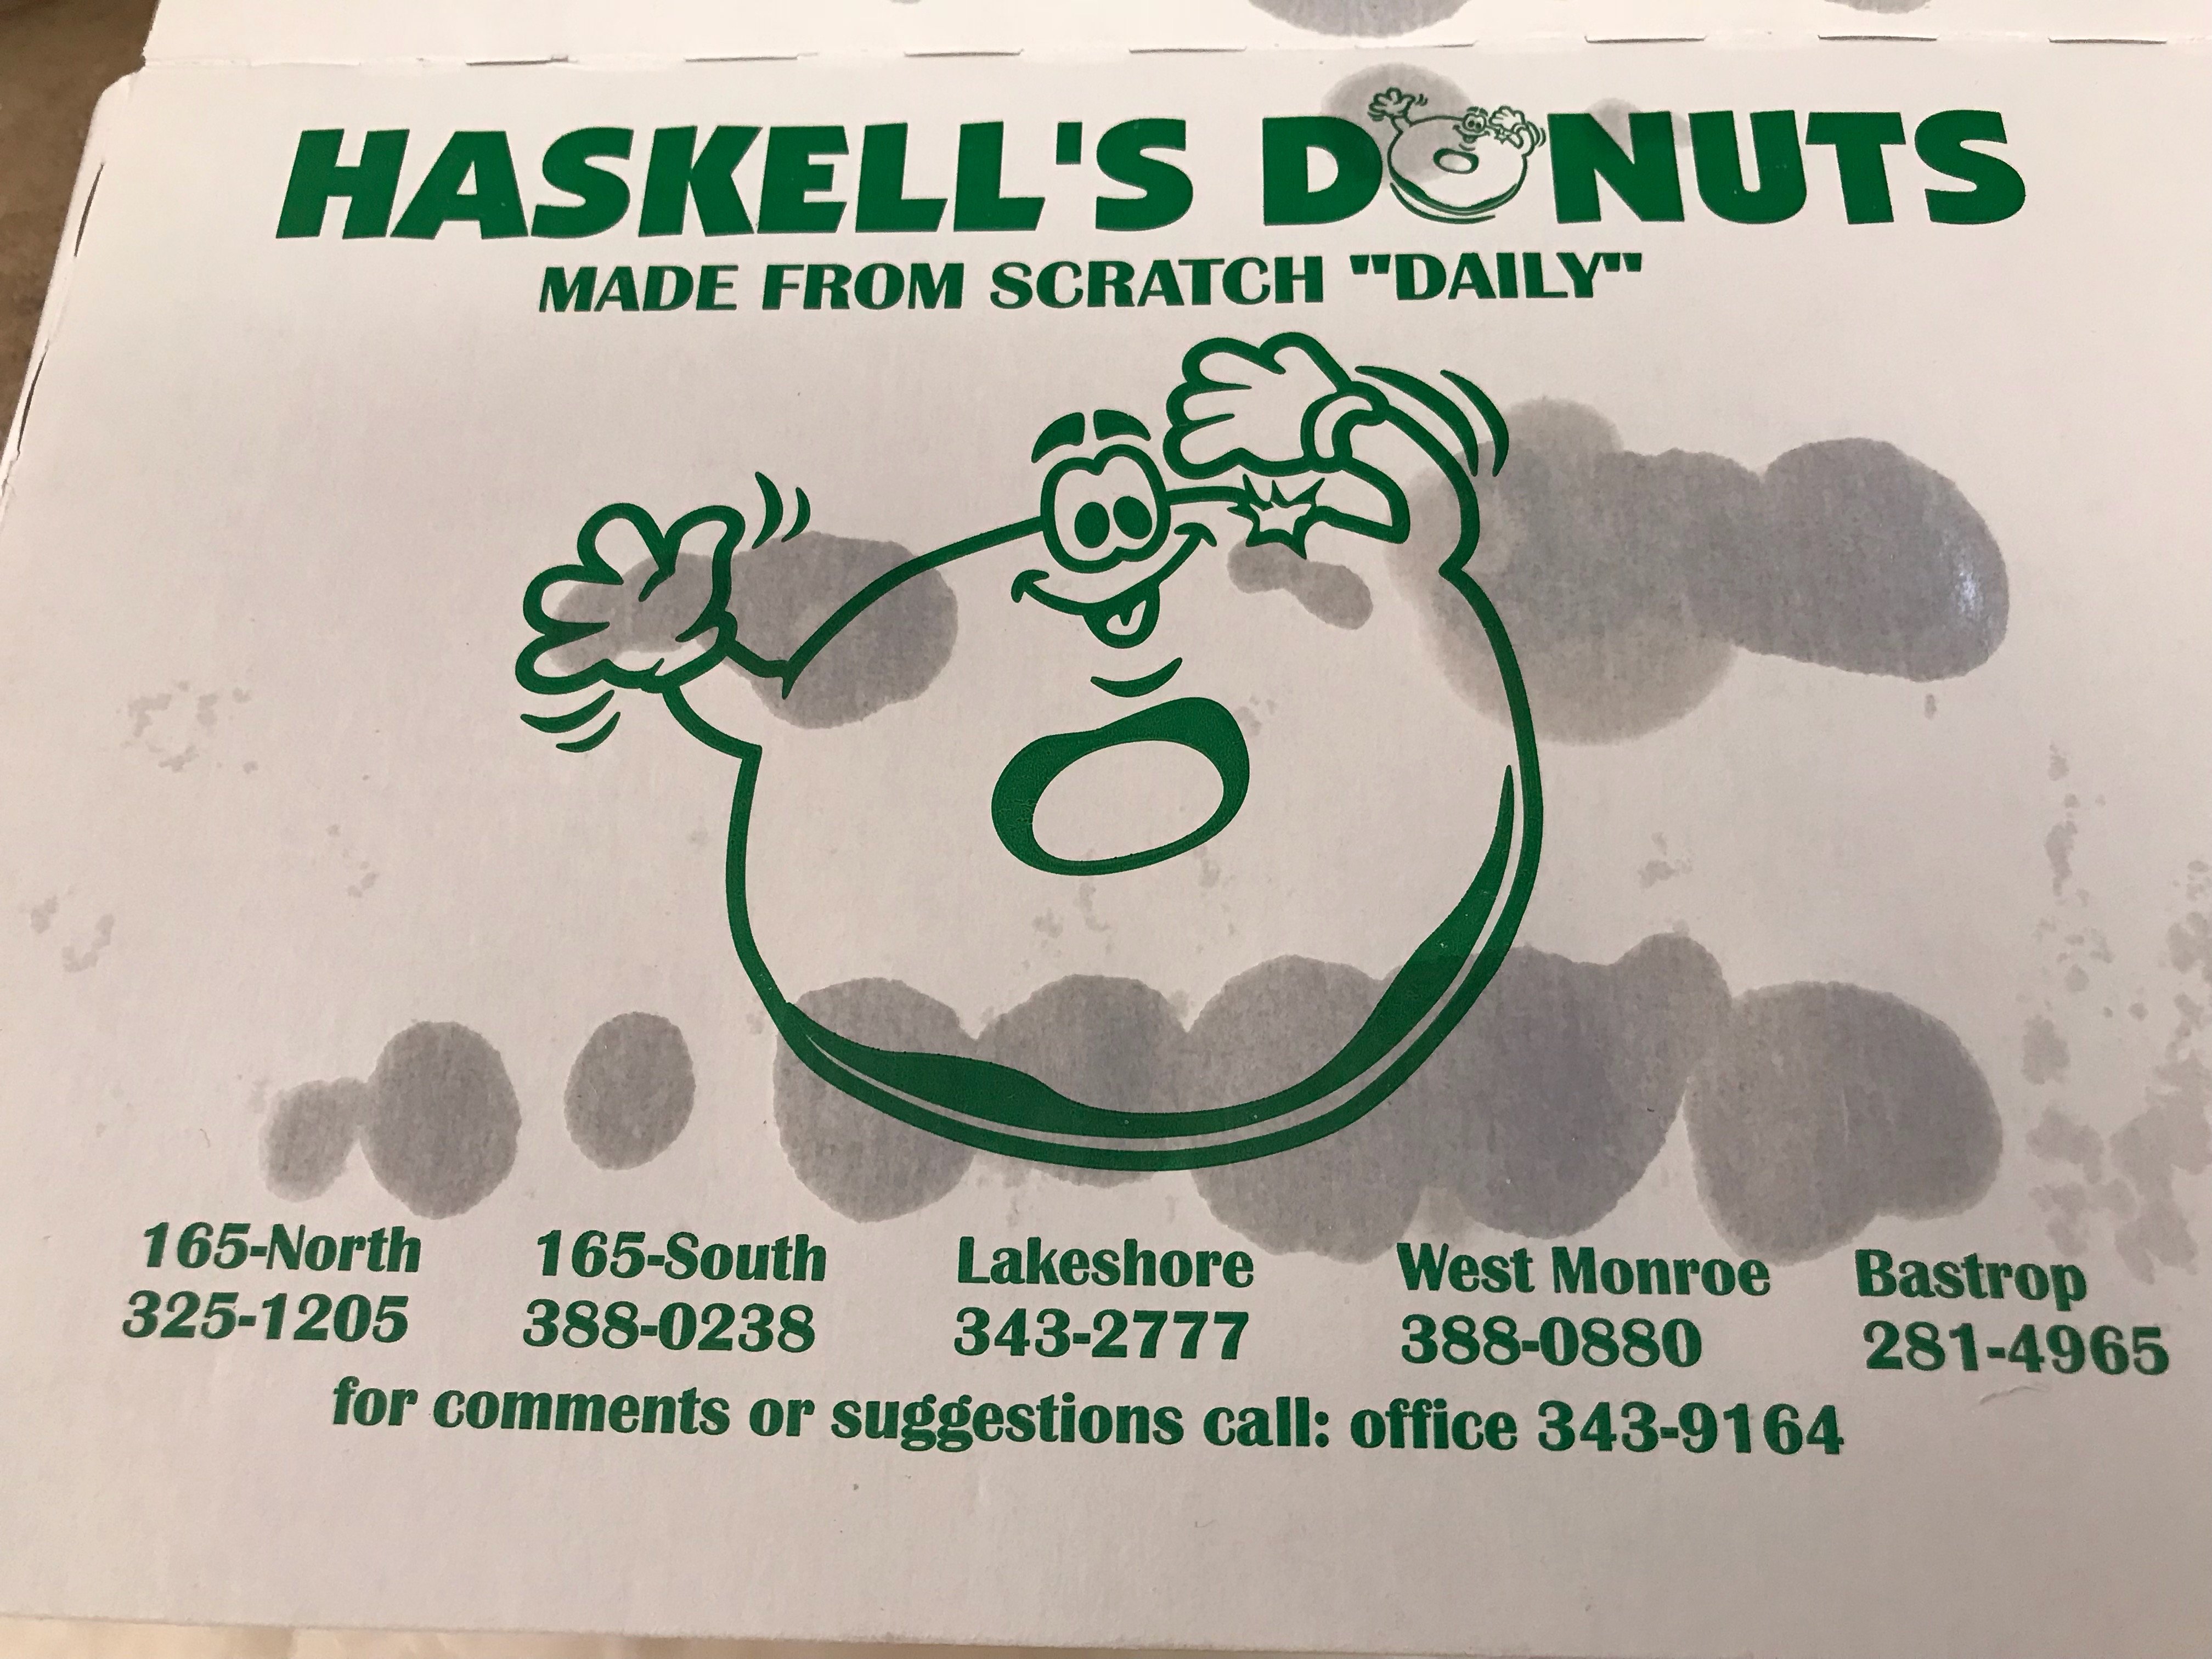 HASKELL'S DONUTS
MADE FROM SCRATCH "DAILY"
165-North 165-South Lakeshore West Monroe Bastrop
325-1205 388-0238 343-2777 388-0880 281-4965
for comments or suggestions call: office 343-9164